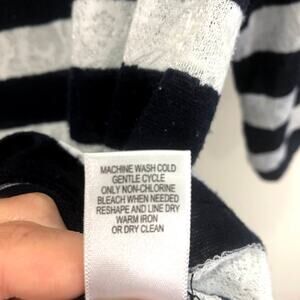 MACHINE WASH COLD
GENTLE CYCLE
ONLY NON-CHLORINE
BLEACH WHEN NEEDED
RESHAPE AND LINE DRY
WARM IRON
OR DRY CLEAN